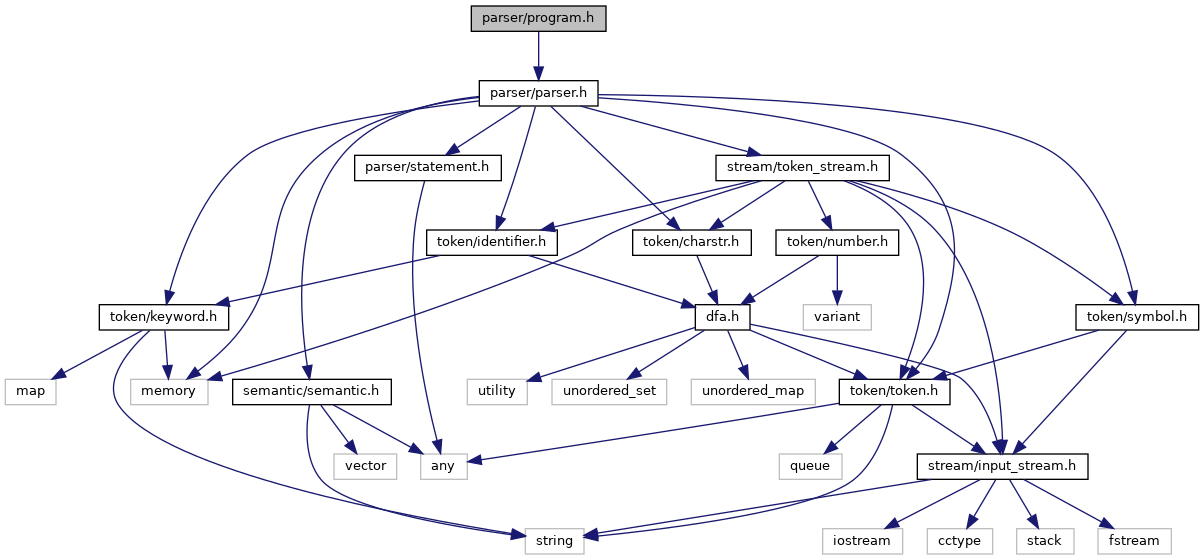 parser/program.h
parser/parser.h
parser/statement.h
stream/token_stream.h
token/identifier.h
token/charstr.h
token/number.h
token/keyword.h
dfa.h
variant
token/symbol.h
map
memory
semantic/semantic.h
utility
unordered_set
unordered_map
token/token.h
vector
any
queue
stream/input_stream.h
string
iostream
cctype
stack
fstream